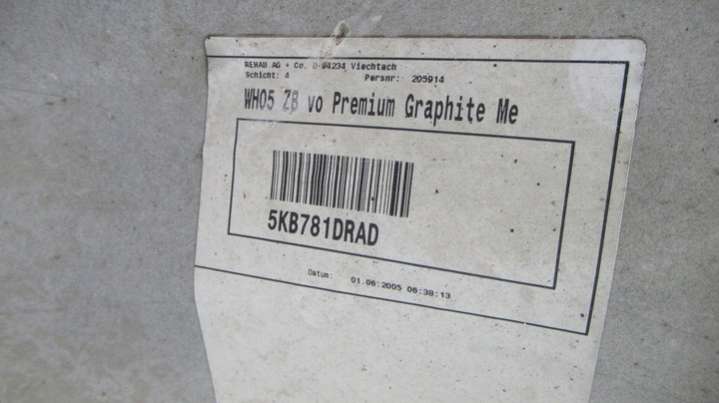 REHAU AG + Co. D-94234 Viechtach
Schicht: 4 Persnr: 205914
WH05 ZB vo Premium Graphite Me
5KB781DRAD
Datum: 01.06.2005 06:38:13